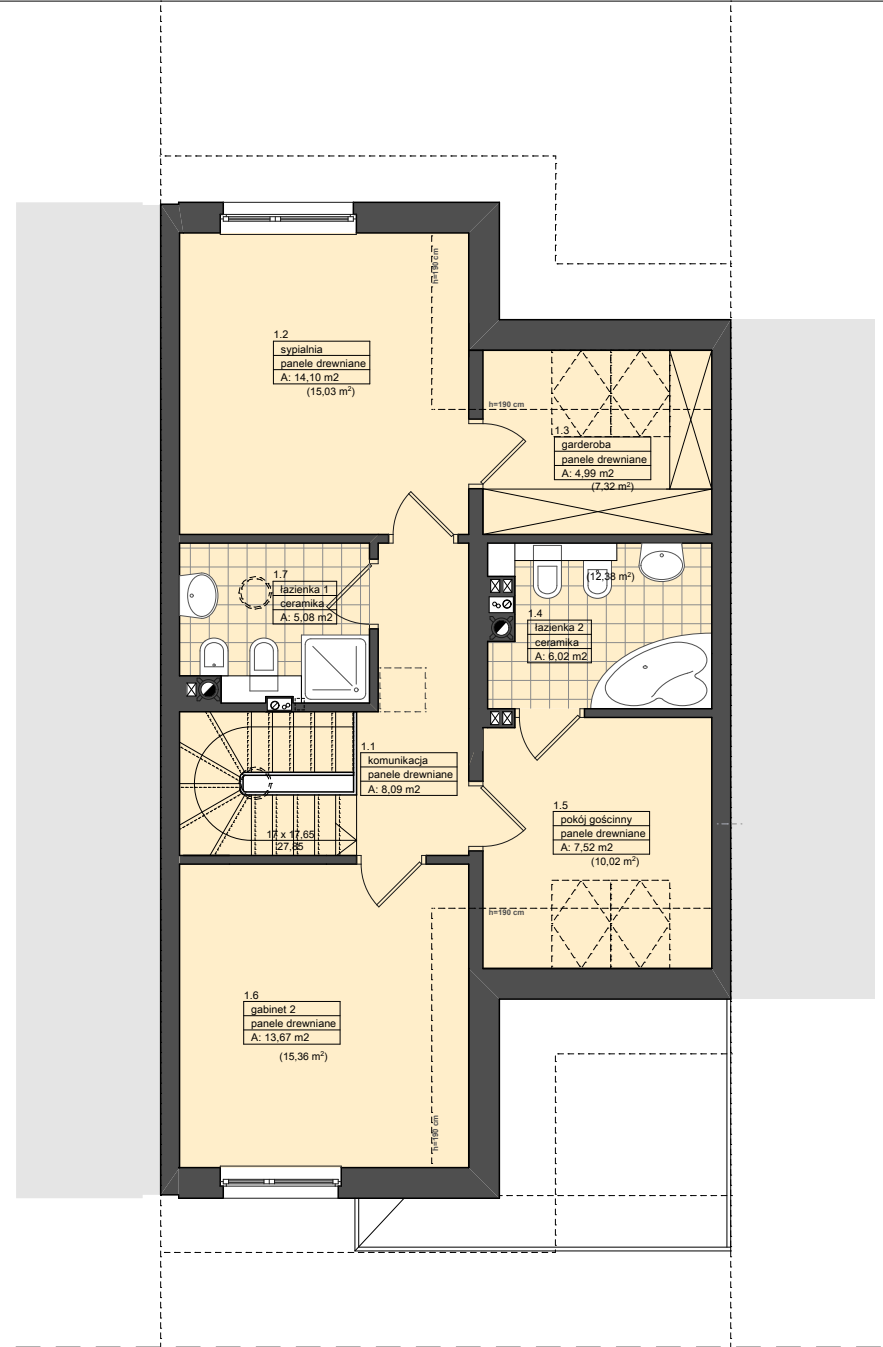 h=190 cm
1.2
sypialnia
panele drewniane
A: 14,10 m2
(15,03 m²)
h=190 cm
1.3
garderoba
panele drewniane
A: 4,99 m2
(7,32 m²)
1.7
łazienka 1
ceramika
A: 5,08 m2
(12,38 m²)
1.4
łazienka 2
ceramika
A: 6,02 m2
1.1
komunikacja
panele drewniane
A: 8,09 m2
17 x 17,65
27,85
1.5
pokój gościnny
panele drewniane
A: 7,52 m2
(10,02 m²)
h=190 cm
1.6
gabinet 2
panele drewniane
A: 13,67 m2
(15,36 m²)
h=190 cm